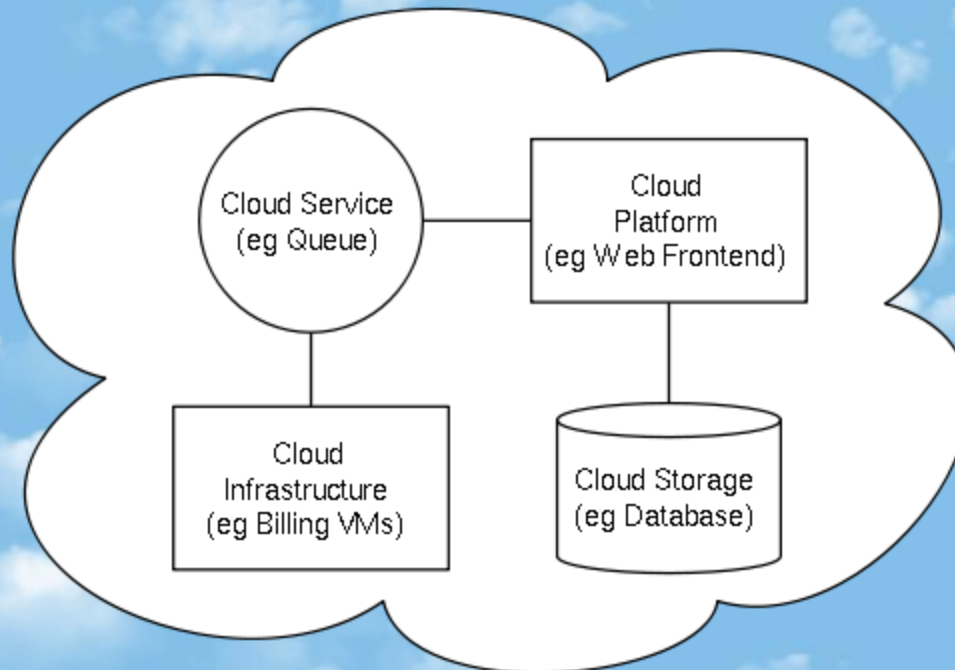 Cloud Service
(eg Queue)
Cloud
Platform
(eg Web Frontend)
Cloud
Infrastructure
(eg Billing VMs)
Cloud Storage
(eg Database)